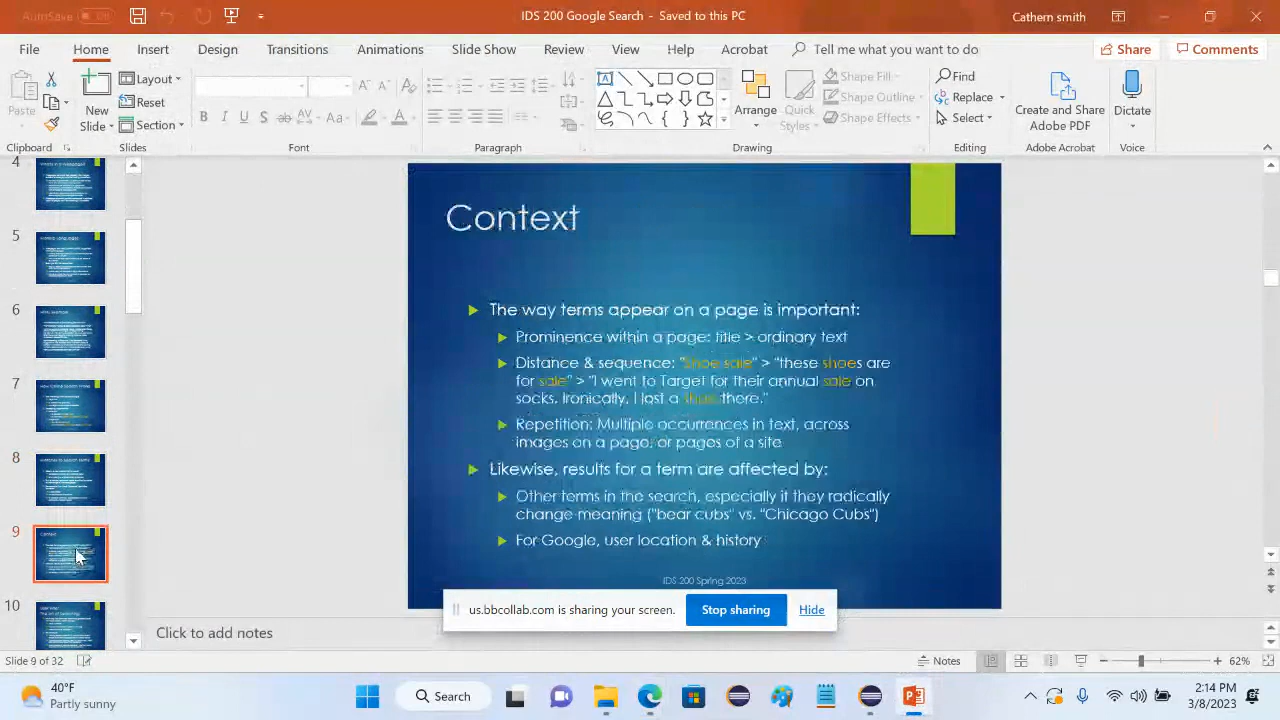 AutoSave
IDS 200 Google Search - Saved to this PC
Cathern smith
File Home Insert Design Transitions Animations Slide Show Review View Help Acrobat Tell me what you want to do Share Comments
Layout
Reset
Section
New
Slide
Arrange
Quick
Styles
Shape Fill
Shape Outline
Shape Effects
Find
Replace
Select
Create and Share
Adobe PDF
Dictate
Clipboard Slides Font Paragraph Drawing Editing Adobe Acrobat Voice
4
5
6
7
8
9
10
Context
The way terms appear on a page is important:
Prominence within a page: title > ordinary text
Distance & sequence: "Shoe sale" > "these shoes are
for sale" > "I went to Target for their annual sale on
socks. Ironically, I lost a shoe there.
Repetition: Multiple occurrences in text, across
images on a page, or pages of a site
Likewise, results for a term are affected by:
Other terms in the search, especially if they radically
change meaning ("bear cubs" vs. "Chicago Cubs")
For Google, user location &
IDS 200 Spring 2023
is sharing your screen.
Stop sharing
Hide
to notes
Slide 9 of 32
Notes
62%
40°F
Partly sunny
Search
2:14 PM
3/8/2023